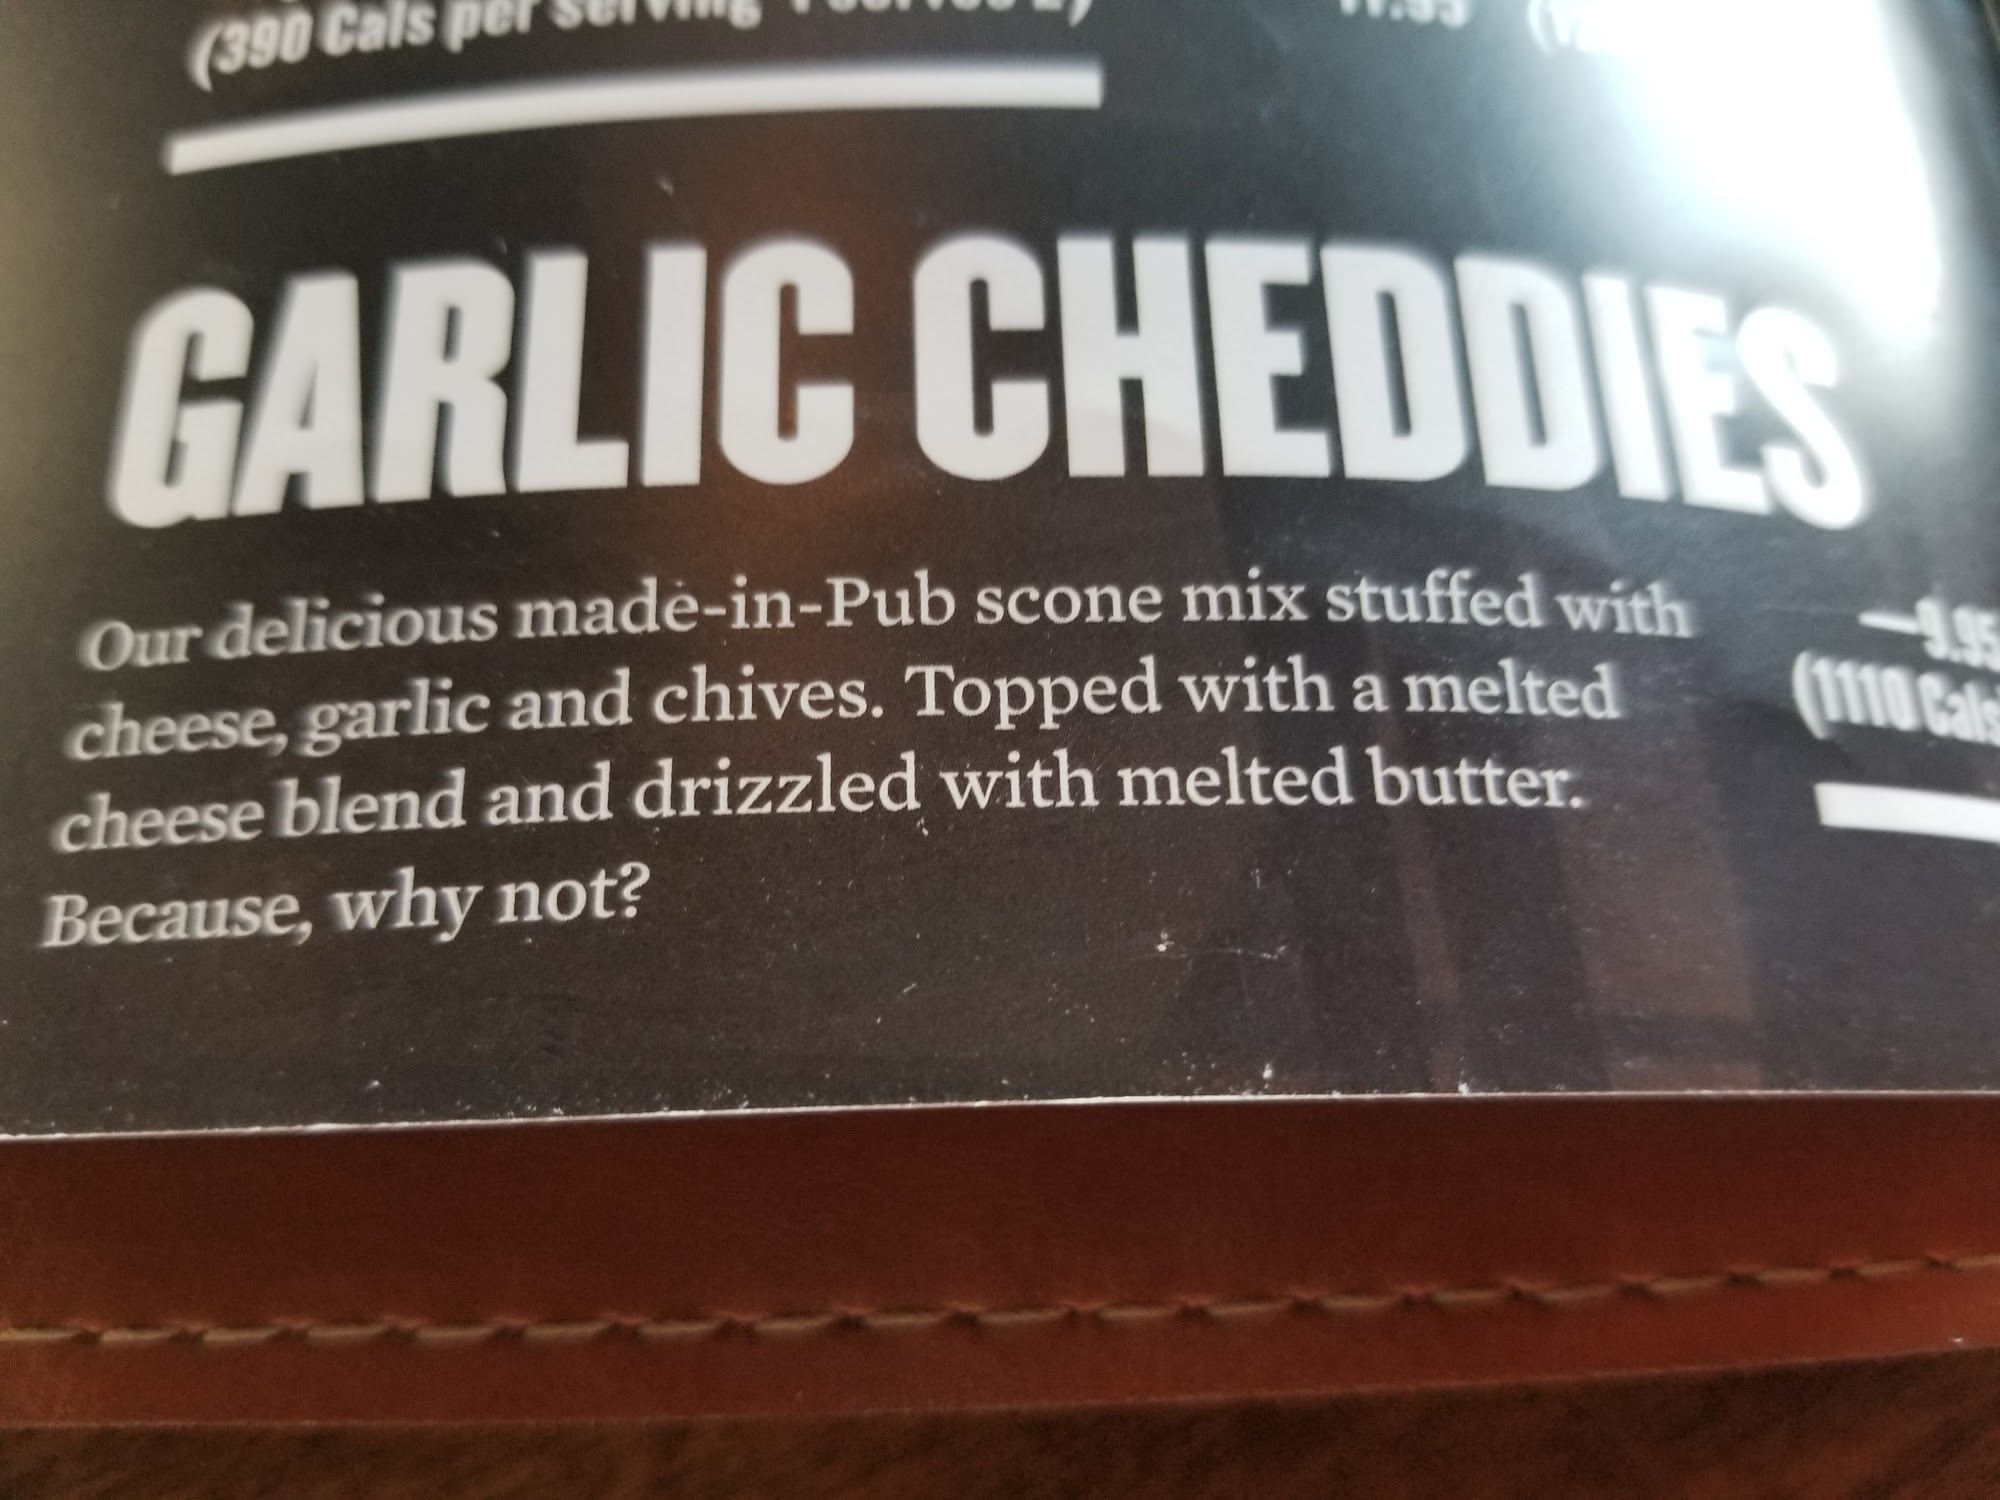 (390 Cals per serving
GARLIC CHEDDIES
Our delicious made-in-Pub scone mix stuffed with
cheese, garlic and chives. Topped with a melted
cheese blend and drizzled with melted butter.
Because, why not?
9.95
(1110 Cals